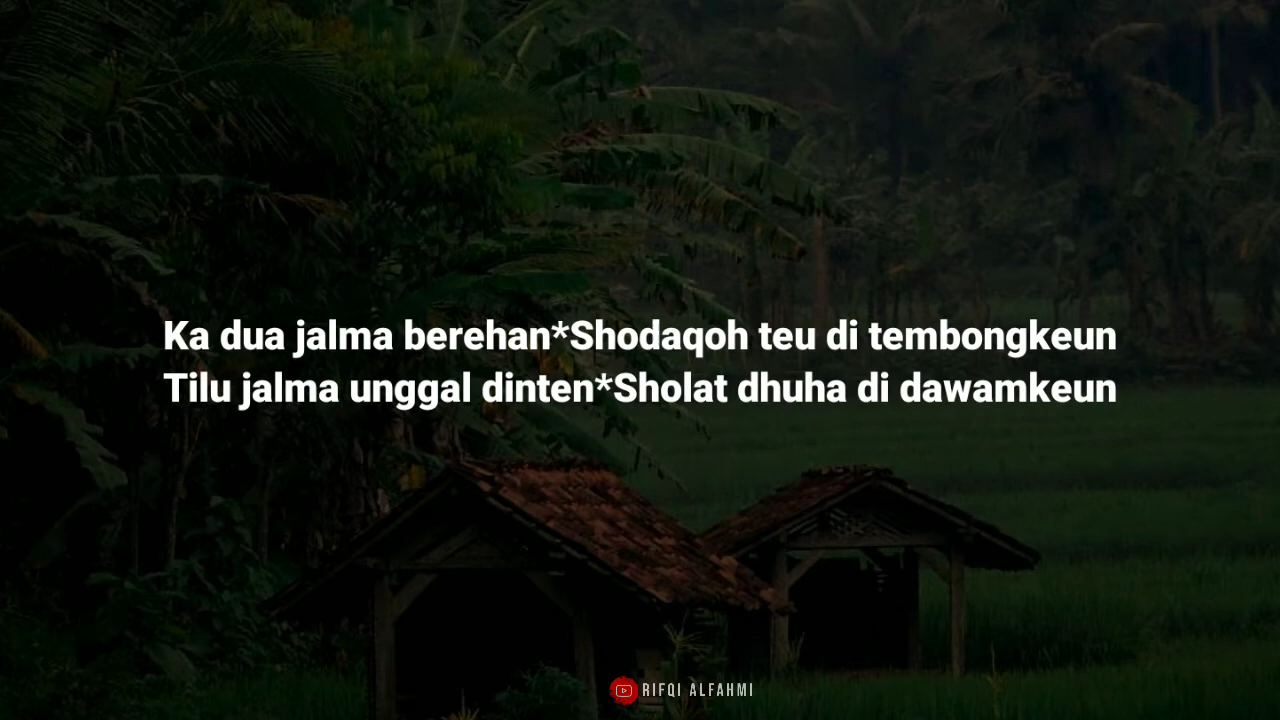 Ka dua jalma berehan*Shodaqoh teu di tembongkeun
Tilu jalma unggal dinten*Sholat dhuha di dawamkeun
RIFQI ALFAHMI